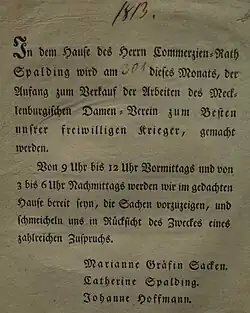 1813.
In dem Hause des Herrn Commerzien-Rath
Spalding wird am dieses Monats, der
Anfang zum Verkauf der Arbeiten des Meck-
lenburgischen Damen-Verein zum Besten
unsrer freiwilligen Krieger, gemacht
werden.
Von 9 Uhr bis 12 Uhr Vormittags und von
3 bis 6 Uhr Nachmittags werden wir im gedachten
Hause bereit seyn, die Sachen vorzuzeigen, und
schmeicheln uns in Rücksicht des Zweckes eines
zahlreichen Zuspruchs.
Marianne Gräfin Sacken.
Catherine Spalding.
Johanne Hoffmann.